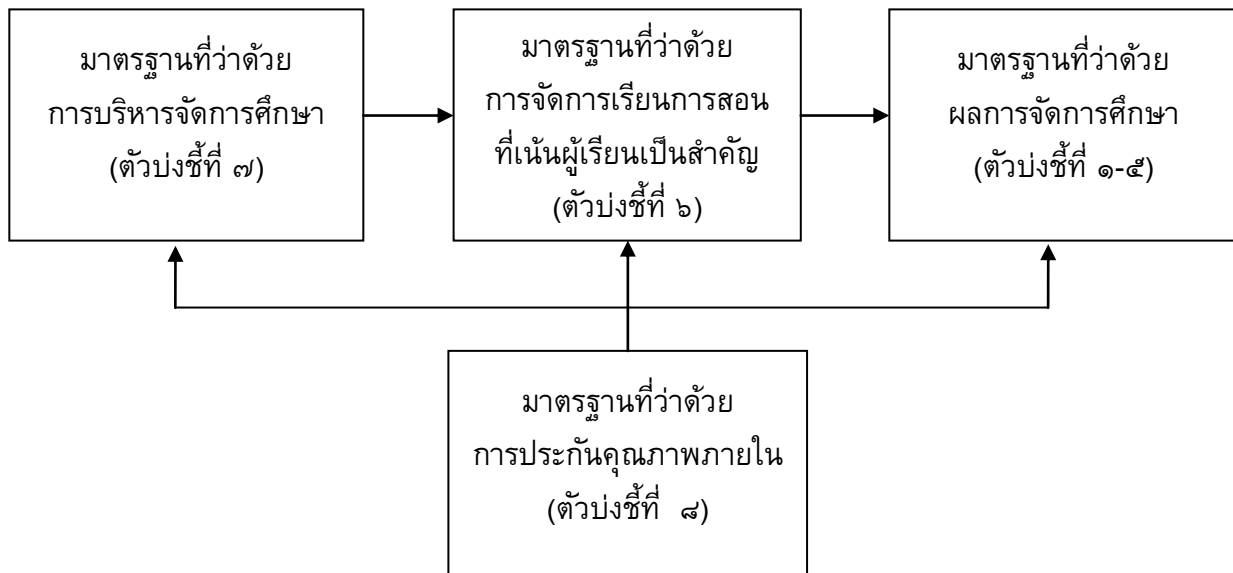 มาตรฐานที่ว่าด้วย
การบริหารจัดการศึกษา
(ตัวบ่งชี้ที่ ๗)
มาตรฐานที่ว่าด้วย
การจัดการเรียนการสอน
ที่เน้นผู้เรียนเป็นสำคัญ
(ตัวบ่งชี้ที่ ๖)
มาตรฐานที่ว่าด้วย
ผลการจัดการศึกษา
(ตัวบ่งชี้ที่ ๑-๕)
มาตรฐานที่ว่าด้วย
การประกันคุณภาพภายใน
(ตัวบ่งชี้ที่ ๘)